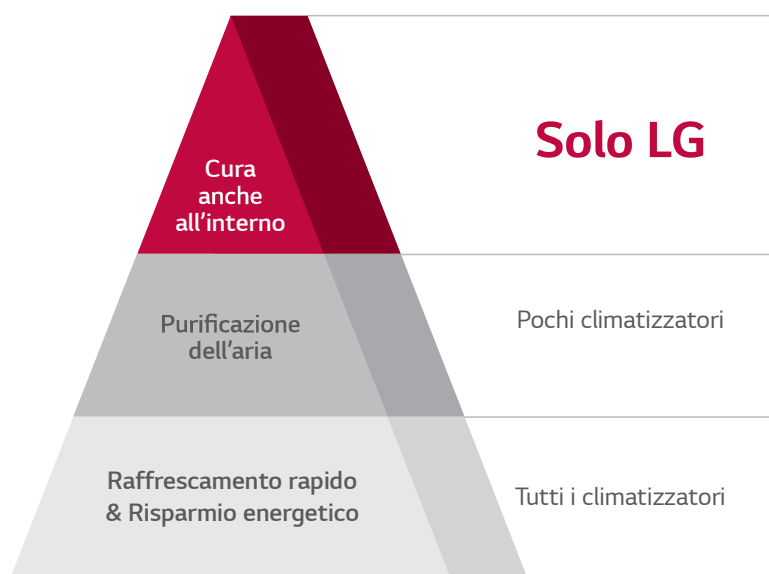 Solo LG
Cura
anche
all'interno
Purificazione
dell'aria
Pochi climatizzatori
Raffrescamento rapido
& Risparmio energetico
Tutti i climatizzatori